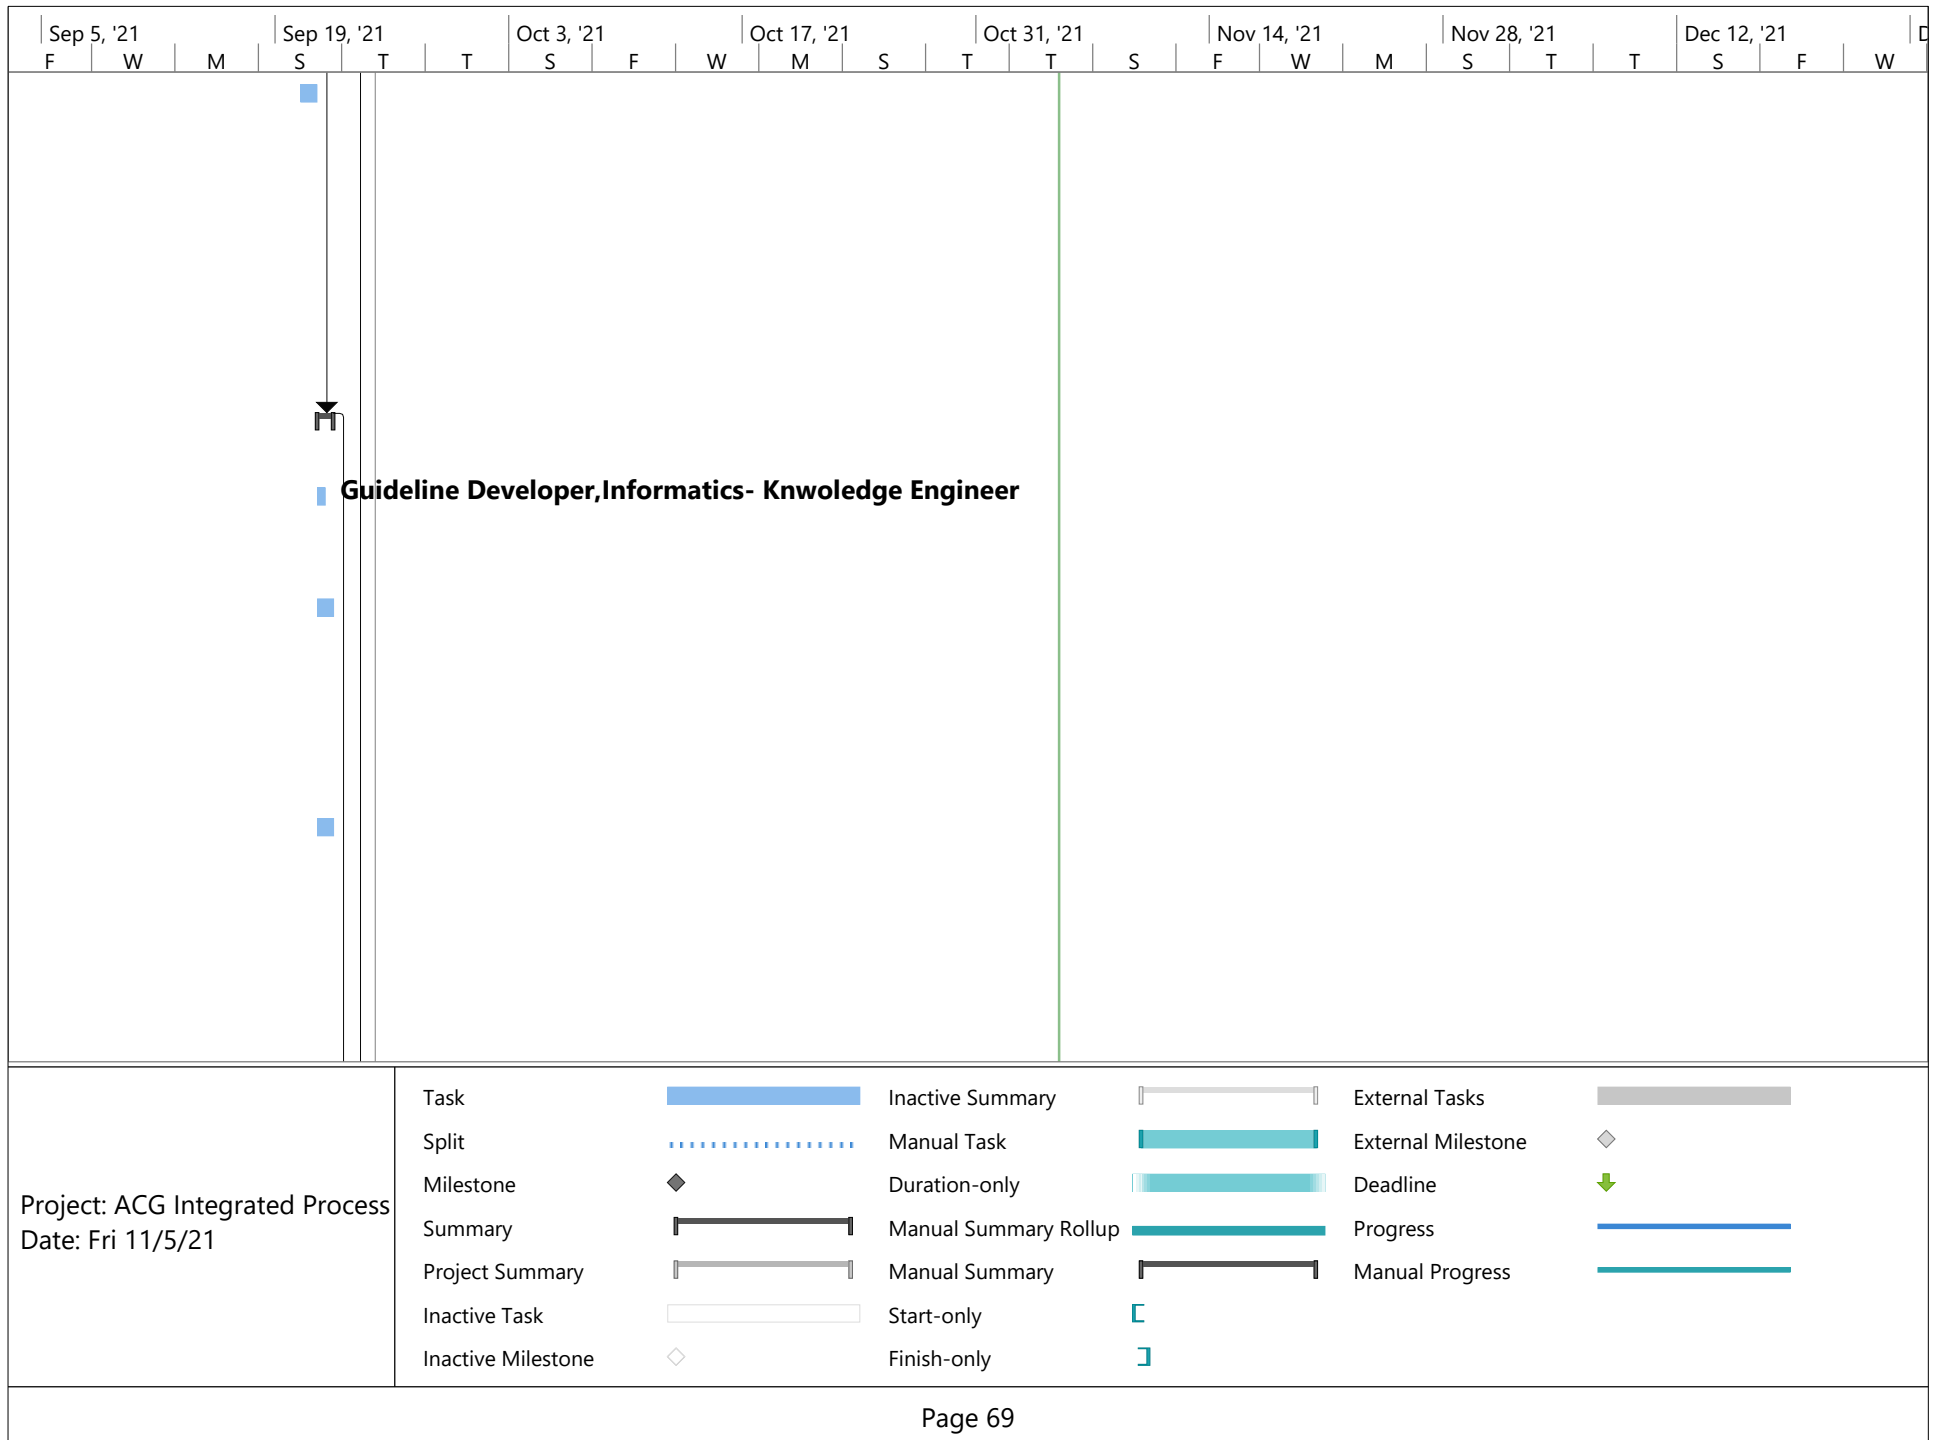 Sep 5, '21 Sep 19, '21 Oct 3, '21 Oct 17, '21 Oct 31, '21 Nov 14, '21 Nov 28, '21 Dec 12, '21
F W M S T T S F W M S T T S F W M S T T S F W
Guideline Developer,Informatics- Knwoledge Engineer
Project: ACG Integrated Process
Date: Fri 11/5/21
Task
Split
Milestone
Summary
Project Summary
Inactive Task
Inactive Milestone
Inactive Summary
Manual Task
Duration-only
Manual Summary Rollup
Manual Summary
Start-only
Finish-only
External Tasks
External Milestone
Deadline
Progress
Manual Progress
Page 69